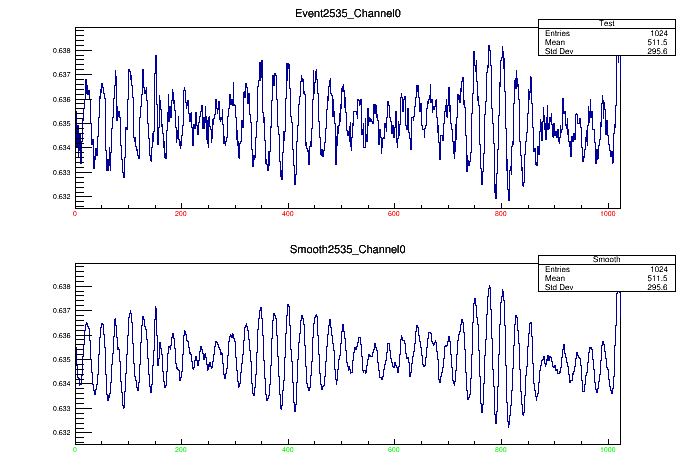 Event2535_Channel0
Test
Entries 1024
Mean 511.5
Std Dev 295.6
0.638
0.637
0.636
0.635
0.634
0.633
0.632
0 200 400 600 800 1000
Smooth2535_Channel0
Smooth
Entries 1024
Mean 511.5
Std Dev 295.6
0.638
0.637
0.636
0.635
0.634
0.633
0.632
0 200 400 600 800 1000